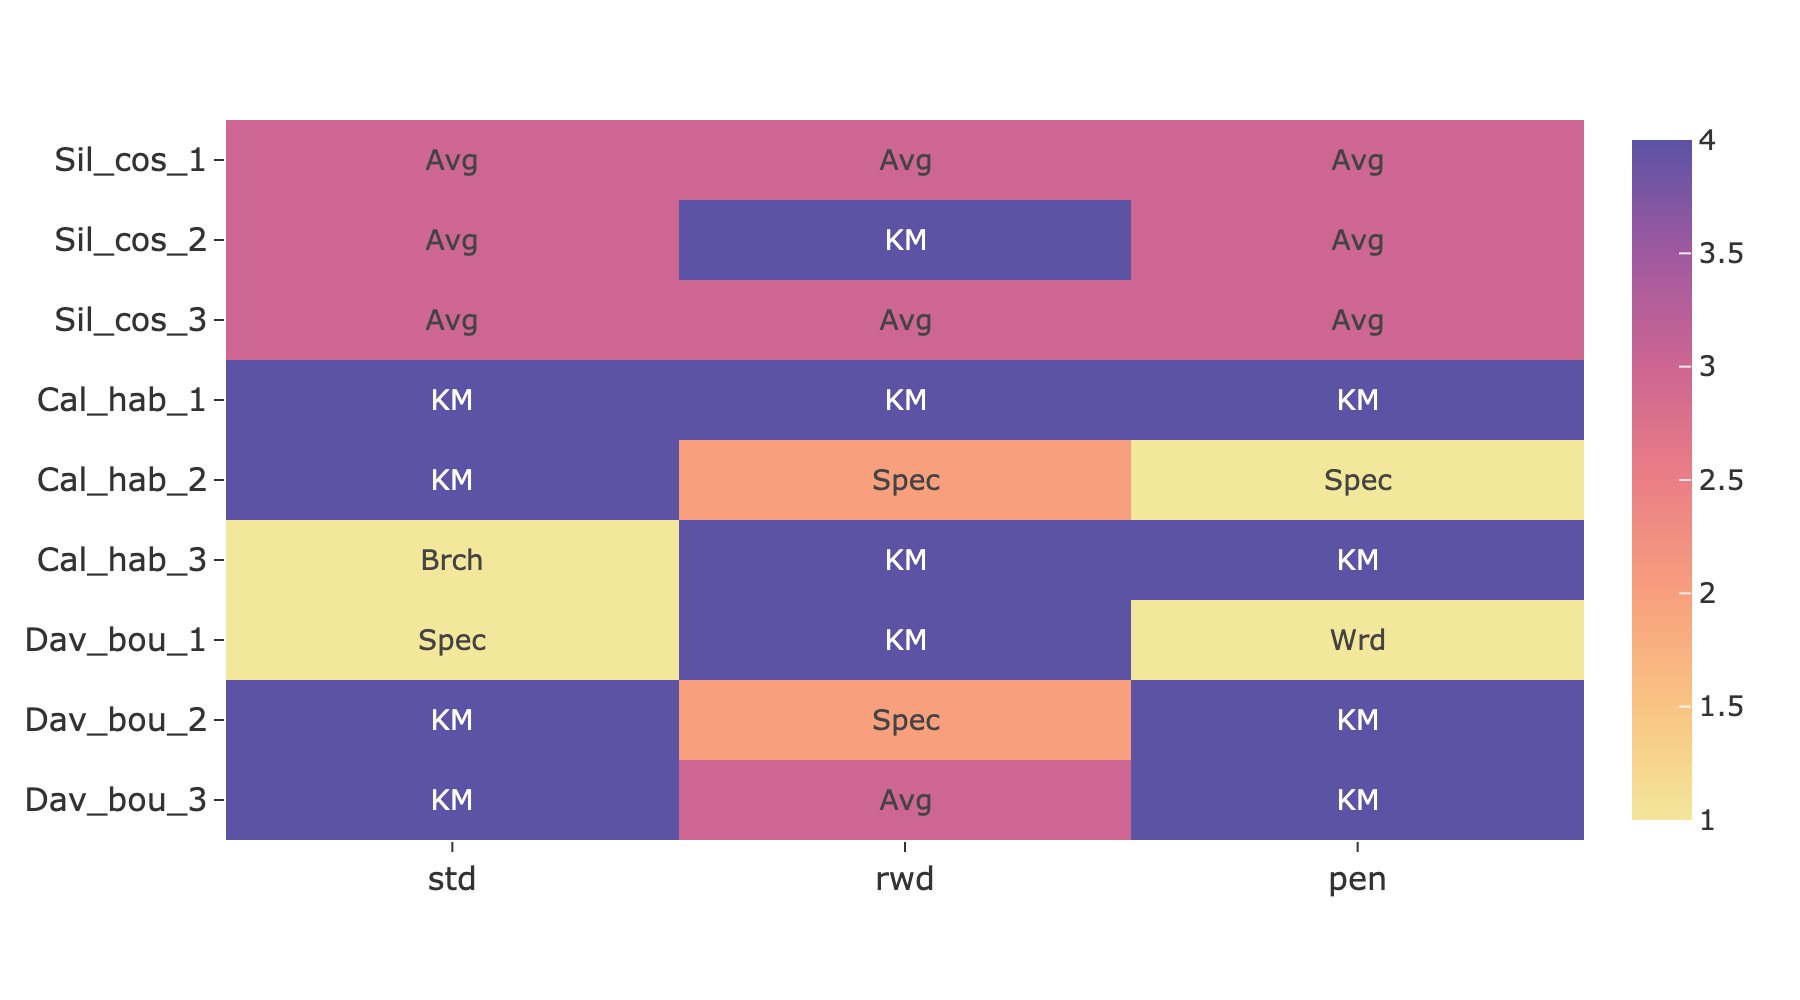 Sil_cos_1 Avg Avg Avg 4
Sil_cos_2 Avg KM Avg 3.5
Sil_cos_3 Avg Avg Avg
3
Cal_hab_1 KM KM KM
Cal_hab_2 KM Spec Spec 2.5
Cal_hab_3 Brch KM KM
2
Dav_bou_1 Spec KM Wrd
Dav_bou_2 KM Spec KM 1.5
Dav_bou_3 KM Avg KM 1
std rwd pen